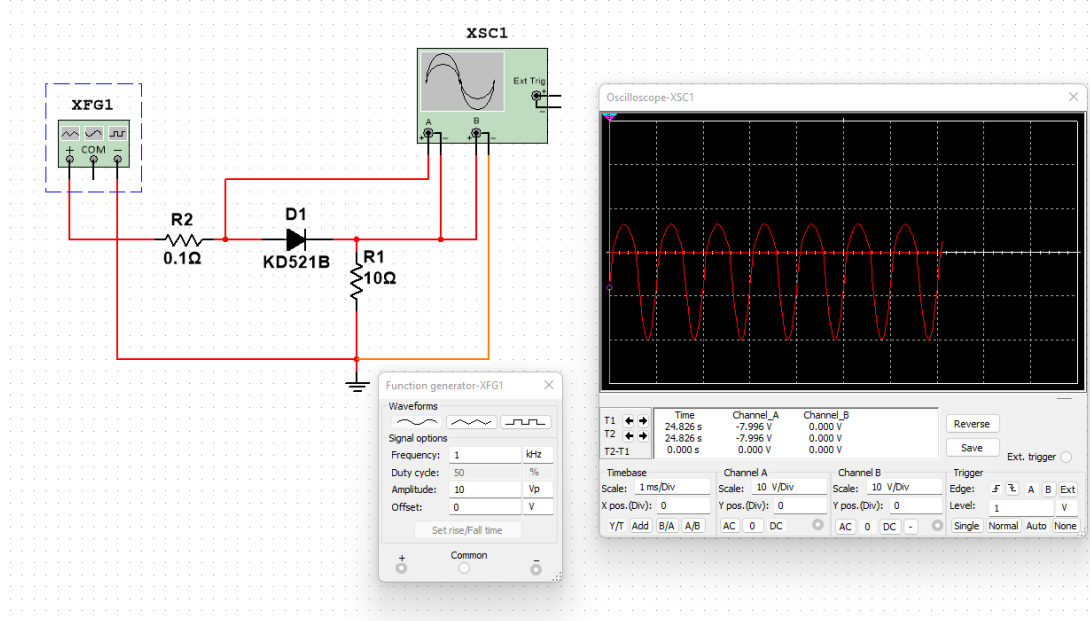 XSC1
Ext Trig
+
-
A
B
+ - + -
XFG1
+ COM -
R2
0.1Ω
D1
KD521B
R1
10Ω
Function generator-XFG1
Waveforms
Signal options
Frequency: 1 kHz
Duty cycle: 50 %
Amplitude: 10 Vp
Offset: 0 V
Set rise/Fall time
+ Common -
Oscilloscope-XSC1
Time Channel_A Channel_B
T1 24.826 s -7.996 V 0.000 V
T2 24.826 s -7.996 V 0.000 V
T2-T1 0.000 s 0.000 V 0.000 V
Reverse
Save
Ext. trigger
Timebase
Scale: 1 ms/Div
X pos.(Div): 0
Y/T Add B/A A/B
Channel A
Scale: 10 V/Div
Y pos.(Div): 0
AC 0 DC
Channel B
Scale: 10 V/Div
Y pos.(Div): 0
AC 0 DC -
Trigger
Edge: A B Ext
Level: 1 V
Single Normal Auto None